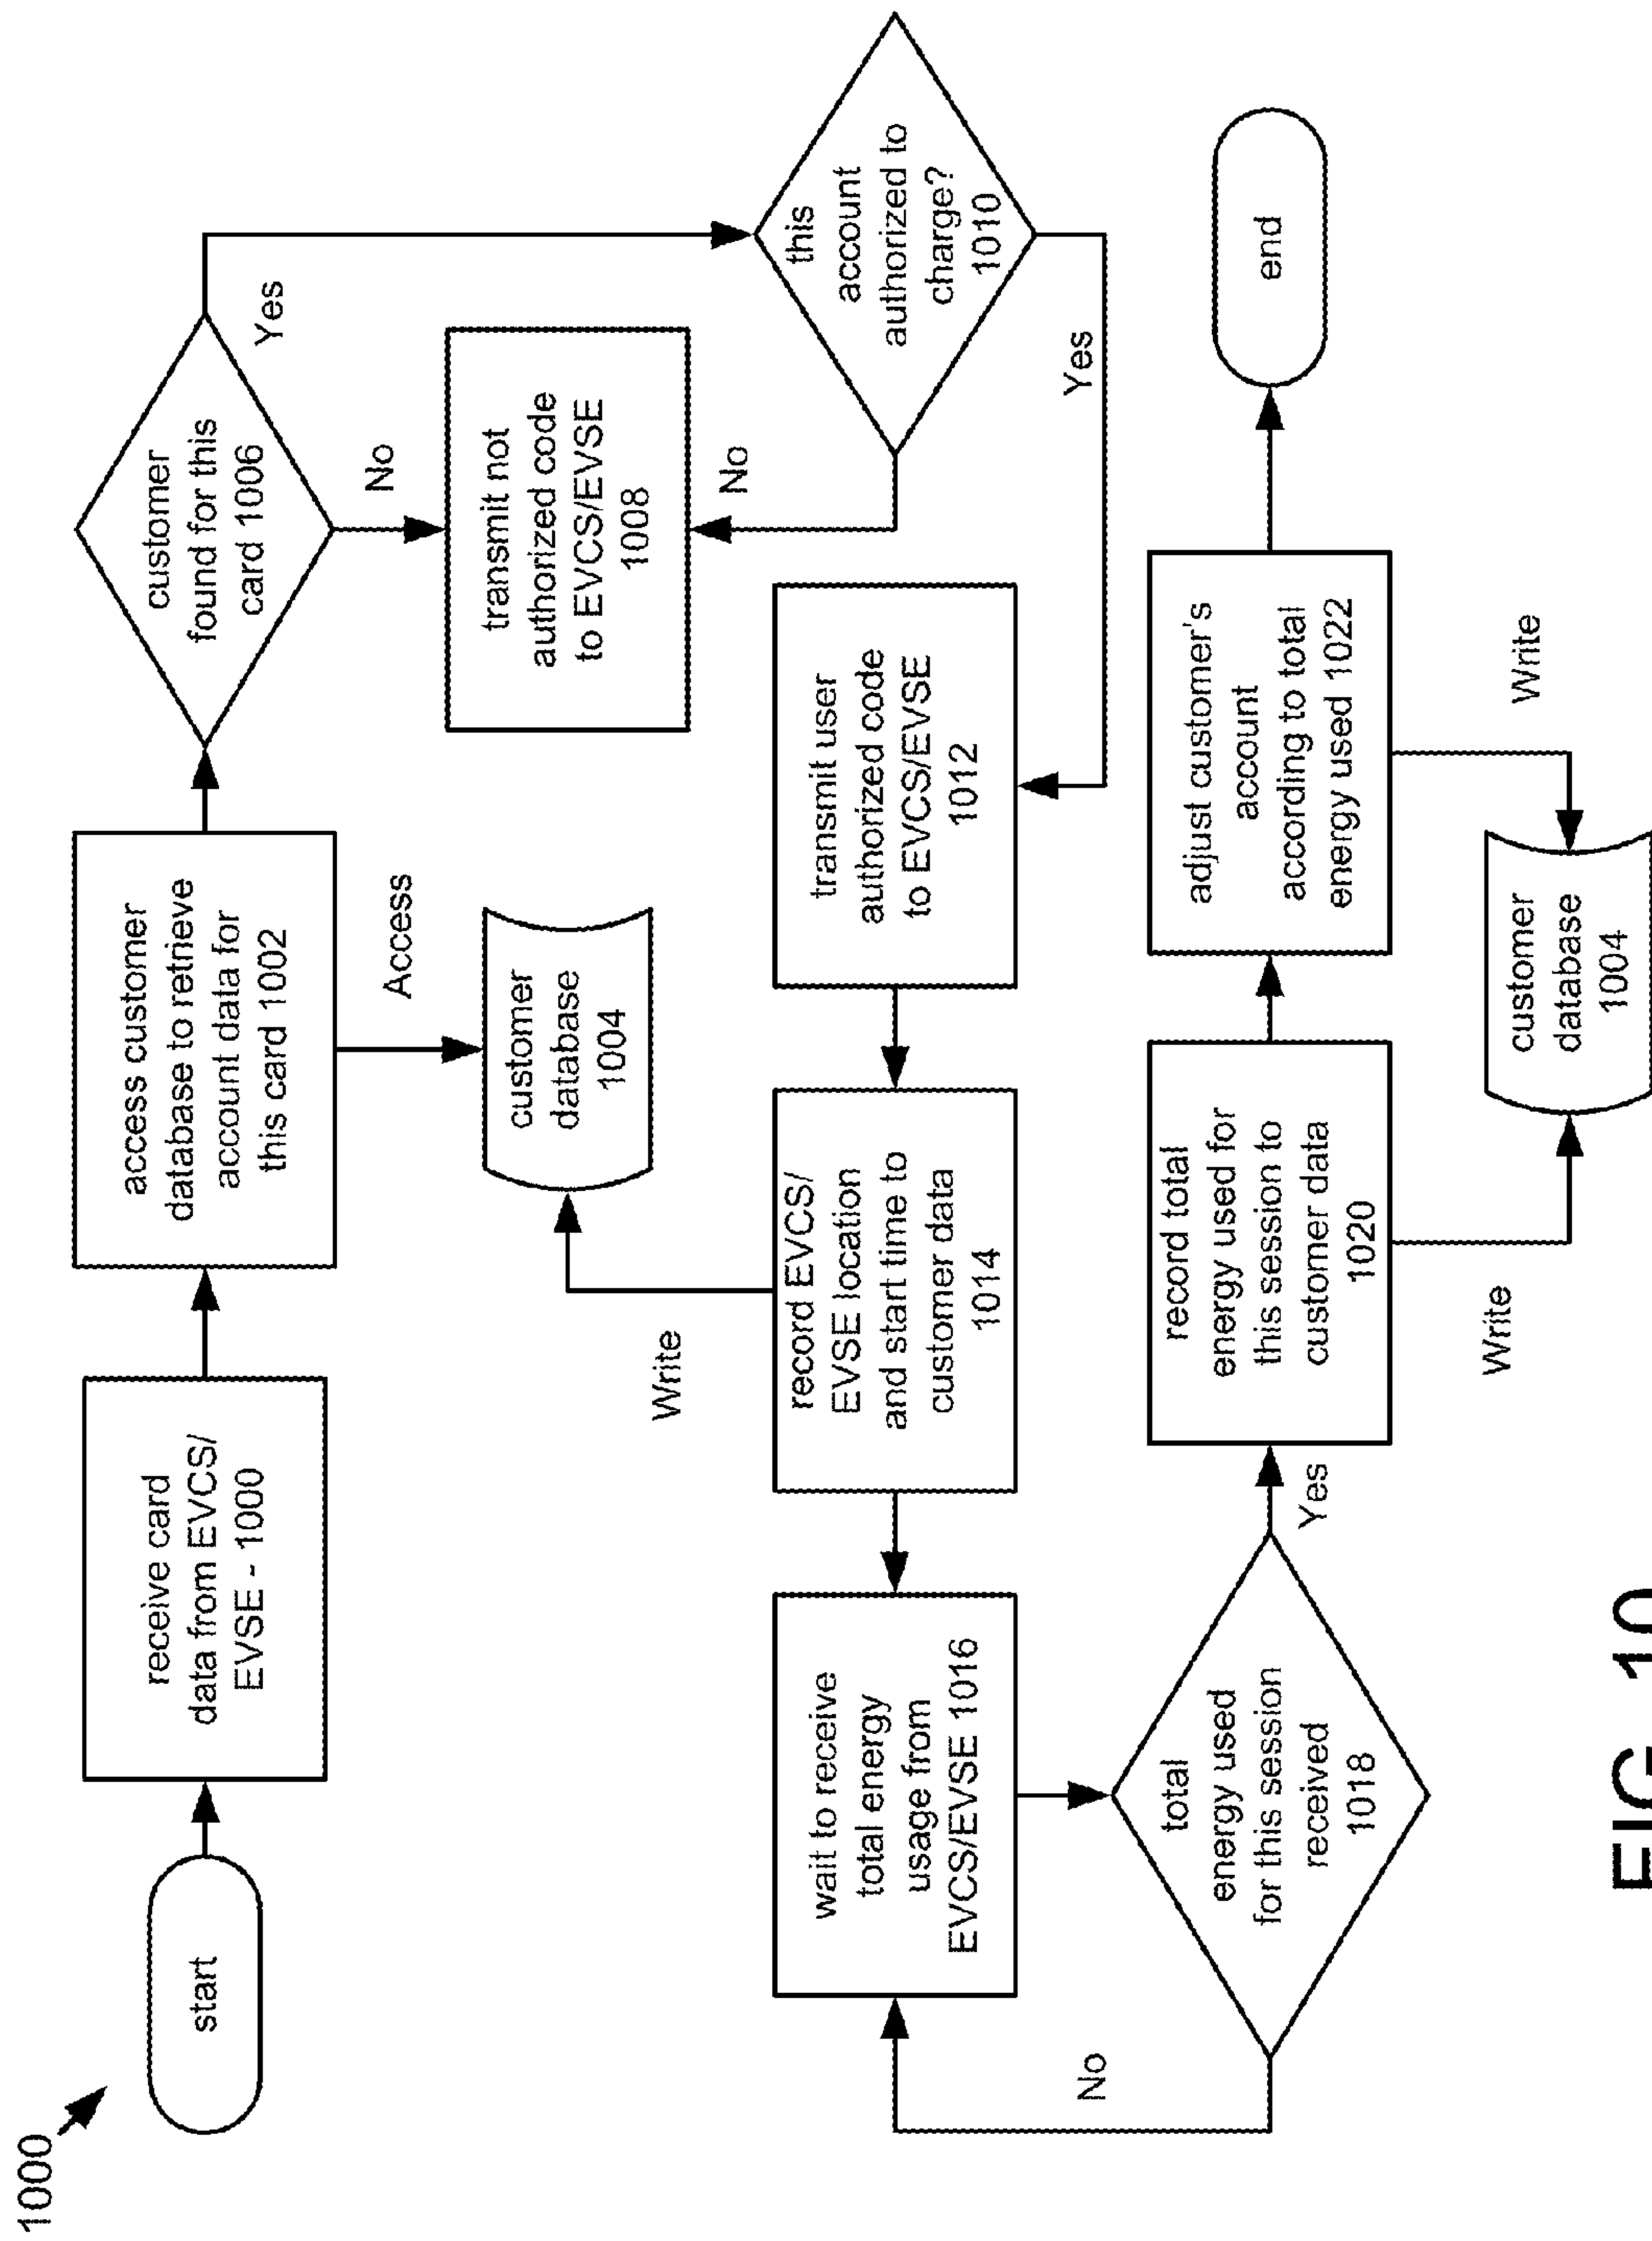 1000
start
receive card
data from EVCS/
EVSE - 1000
access customer
database to retrieve
account data for
this card 1002
Access
customer
database
1004
customer
found for this
card 1006
Yes
No
transmit not
authorized code
to EVCS/EVSE
1008
No
this
account
authorized to
charge?
1010
Yes
transmit user
authorized code
to EVCS/EVSE
1012
record EVCS/
EVSE location
and start time to
customer data
1014
Write
wait to receive
total energy
usage from
EVCS/EVSE 1016
total
energy used
for this session
received
1018
No
Yes
record total
energy used for
this session to
customer data
1020
Write
adjust customer's
account
according to total
energy used 1022
Write
customer
database
1004
end
FIG. 10